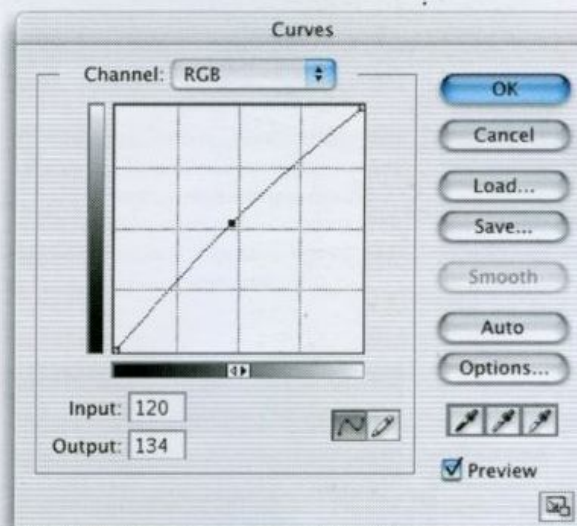 Curves
Channel: RGB
OK
Cancel
Load...
Save...
Smooth
Auto
Options...
Input: 120
Output: 134
Preview